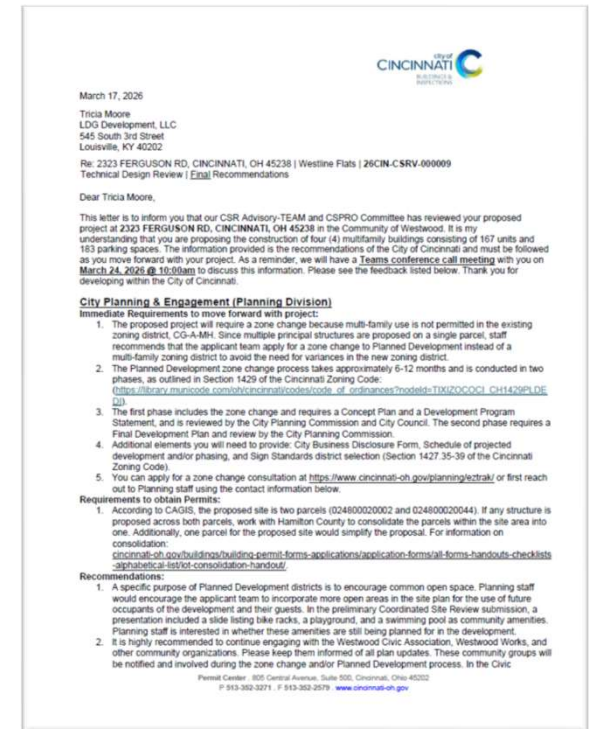 city of
CINCINNATI
BUILDINGS &
INSPECTIONS
March 17, 2026
Tricia Moore
LDG Development, LLC
545 South 3rd Street
Louisville, KY 40202
Re: 2323 FERGUSON RD, CINCINNATI, OH 45238 | Westline Flats | 26CIN-CSRV-000009
Technical Design Review | Final Recommendations
Dear Tricia Moore,
This letter is to inform you that our CSR Advisory-TEAM and CSPRO Committee has reviewed your proposed
project at 2323 FERGUSON RD, CINCINNATI, OH 45238 in the Community of Westwood. It is my
understanding that you are proposing the construction of four (4) multifamily buildings consisting of 167 units and
183 parking spaces. The information provided is the recommendations of the City of Cincinnati and must be followed
as you move forward with your project. As a reminder, we will have a Teams conference call meeting with you on
March 24, 2026 @ 10:00am to discuss this information. Please see the feedback listed below. Thank you for
developing within the City of Cincinnati.
City Planning & Engagement (Planning Division)
Immediate Requirements to move forward with project:
1. The proposed project will require a zone change because multi-family use is not permitted in the existing
zoning district, CG-A-MH. Since multiple principal structures are proposed on a single parcel, staff
recommends that the applicant team apply for a zone change to Planned Development instead of a
multi-family zoning district to avoid the need for variances in the new zoning district.
2. The Planned Development zone change process takes approximately 6-12 months and is conducted in two
phases, as outlined in Section 1429 of the Cincinnati Zoning Code:
(https://library.municode.com/oh/cincinnati/codes/code_of_ordinances?nodeId=TIXIZOCOCI_CH1429PLDE
DI).
3. The first phase includes the zone change and requires a Concept Plan and a Development Program
Statement, and is reviewed by the City Planning Commission and City Council. The second phase requires a
Final Development Plan and review by the City Planning Commission.
4. Additional elements you will need to provide: City Business Disclosure Form, Schedule of projected
development and/or phasing, and Sign Standards district selection (Section 1427.35-39 of the Cincinnati
Zoning Code).
5. You can apply for a zone change consultation at https://www.cincinnati-oh.gov/planning/eztrak/ or first reach
out to Planning staff using the contact information below.
Requirements to obtain Permits:
1. According to CAGIS, the proposed site is two parcels (024800020002 and 024800020044). If any structure is
proposed across both parcels, work with Hamilton County to consolidate the parcels within the site area into
one. Additionally, one parcel for the proposed site would simplify the proposal. For information on
consolidation:
cincinnati-oh.gov/buildings/building-permit-forms-applications/application-forms/all-forms-handouts-checklists
-alphabetical-list/lot-consolidation-handout/.
Recommendations:
1. A specific purpose of Planned Development districts is to encourage common open space. Planning staff
would encourage the applicant team to incorporate more open areas in the site plan for the use of future
occupants of the development and their guests. In the preliminary Coordinated Site Review submission, a
presentation included a slide listing bike racks, a playground, and a swimming pool as community amenities.
Planning staff is interested in whether these amenities are still being planned for in the development.
2. It is highly recommended to continue engaging with the Westwood Civic Association, Westwood Works, and
other community organizations. Please keep them informed of all plan updates. These community groups will
be notified and involved during the zone change and/or Planned Development process. In the Civic
Permit Center . 805 Central Avenue, Suite 500, Cincinnati, Ohio 45202
P 513-352-3271 . F 513-352-2579 . www.cincinnati-oh.gov